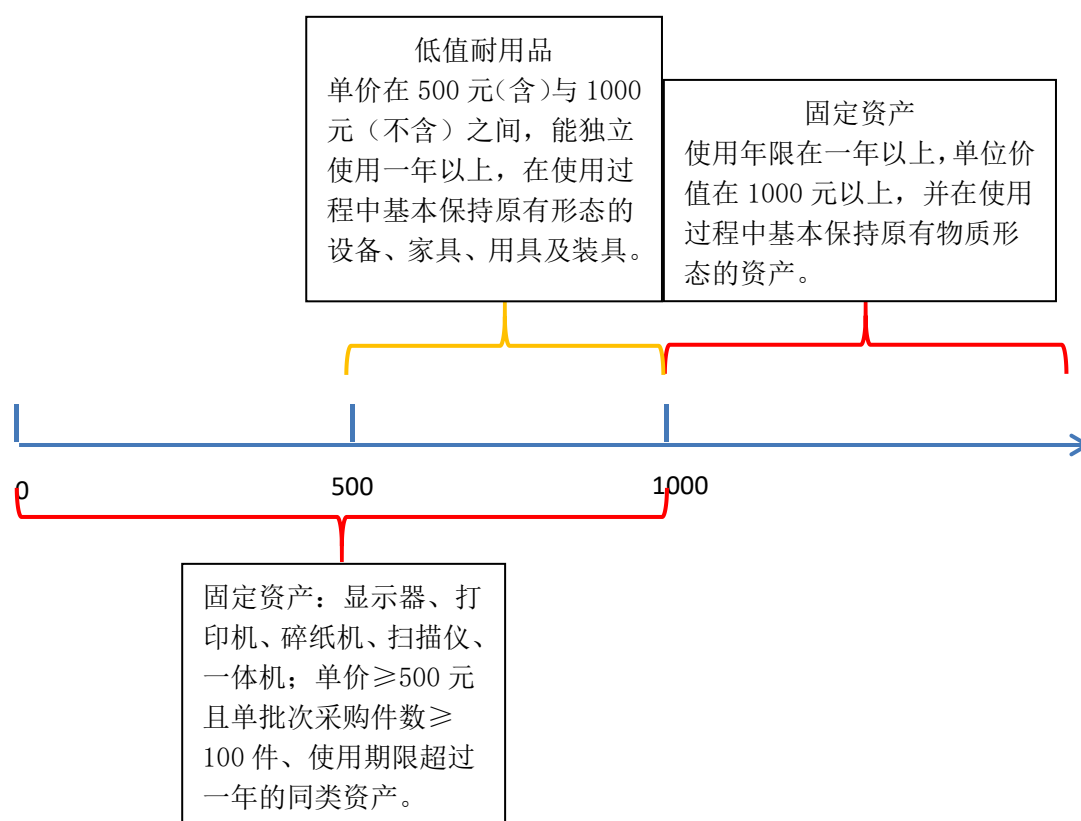 低值耐用品
单价在 500 元（含）与 1000
元（不含）之间，能独立
使用一年以上，在使用过
程中基本保持原有形态的
设备、家具、用具及装具。
固定资产
使用年限在一年以上，单位价
值在 1000 元以上，并在使用
过程中基本保持原有物质形
态的资产。
0
500
1000
固定资产：显示器、打
印机、碎纸机、扫描仪、
一体机；单价≥500 元
且单批次采购件数≥
100 件、使用期限超过
一年的同类资产。